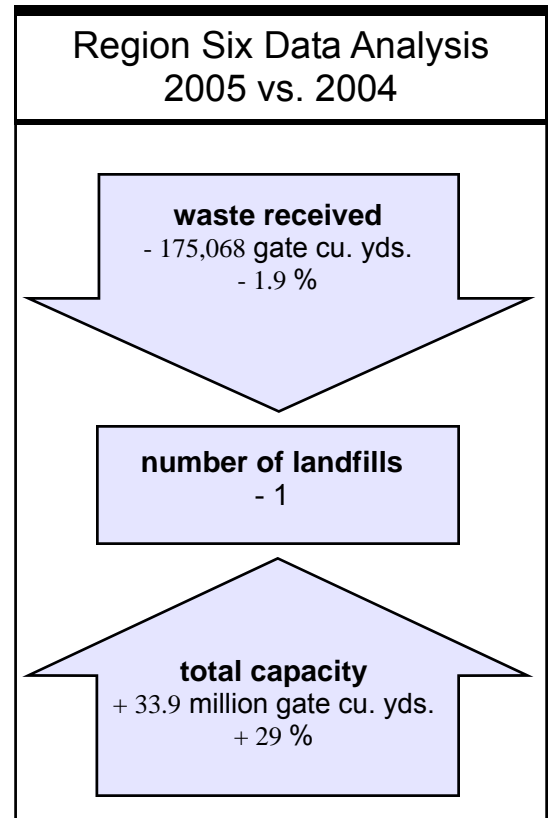 Region Six Data Analysis
2005 vs. 2004
waste received
- 175,068 gate cu. yds.
- 1.9 %
number of landfills
- 1
total capacity
+ 33.9 million gate cu. yds.
+ 29 %